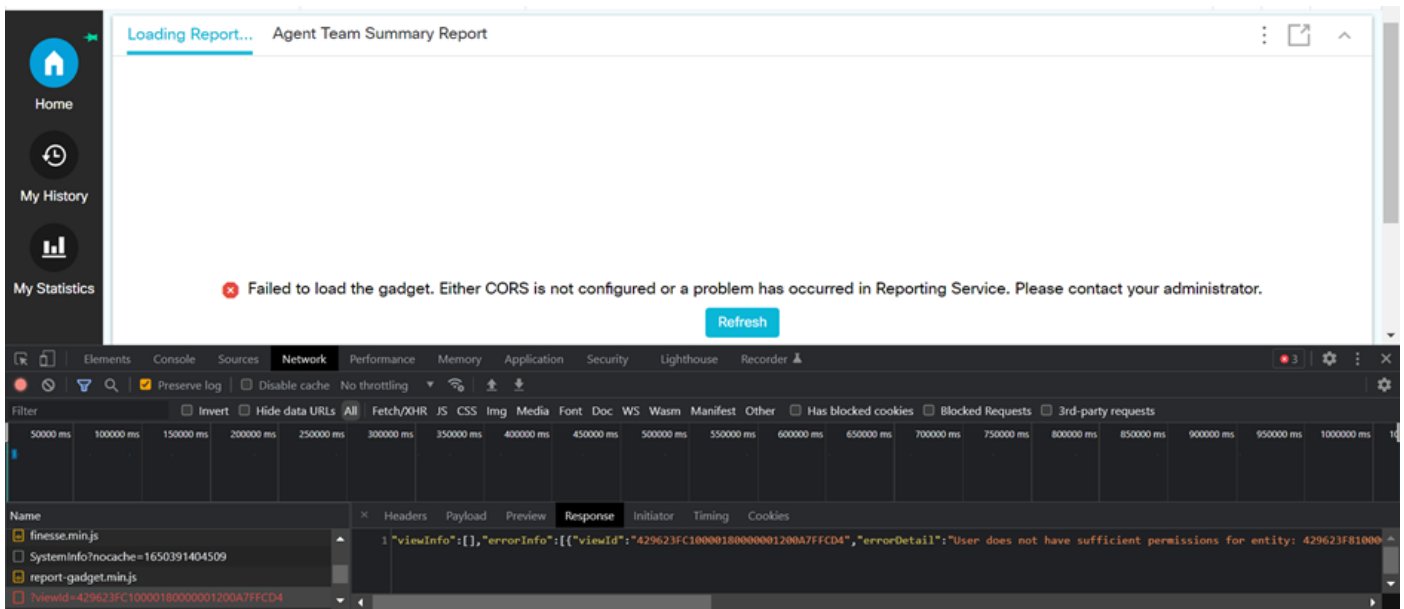 Loading Report... Agent Team Summary Report
Home
My History
My Statistics
Failed to load the gadget. Either CORS is not configured or a problem has occurred in Reporting Service. Please contact your administrator.
Refresh
Elements Console Sources Network Performance Memory Application Security Lighthouse Recorder 3
Preserve log Disable cache No throttling
Filter Invert Hide data URLs All Fetch/XHR JS CSS Img Media Font Doc WS Wasm Manifest Other Has blocked cookies Blocked Requests 3rd-party requests
50000 ms 100000 ms 150000 ms 200000 ms 250000 ms 300000 ms 350000 ms 400000 ms 450000 ms 500000 ms 550000 ms 600000 ms 650000 ms 700000 ms 750000 ms 800000 ms 850000 ms 900000 ms 950000 ms 1000000 ms
Name × Headers Payload Preview Response Initiator Timing Cookies
finesse.min.js
1 "viewInfo":[],"errorInfo":[{"viewId":"429623FC10000180000001200A7FFCD4","errorDetail":"User does not have sufficient permissions for entity: 429623F81000
SystemInfo?nocache=1650391404509
report-gadget.min.js
?viewId=429623FC10000180000001200A7FFCD4